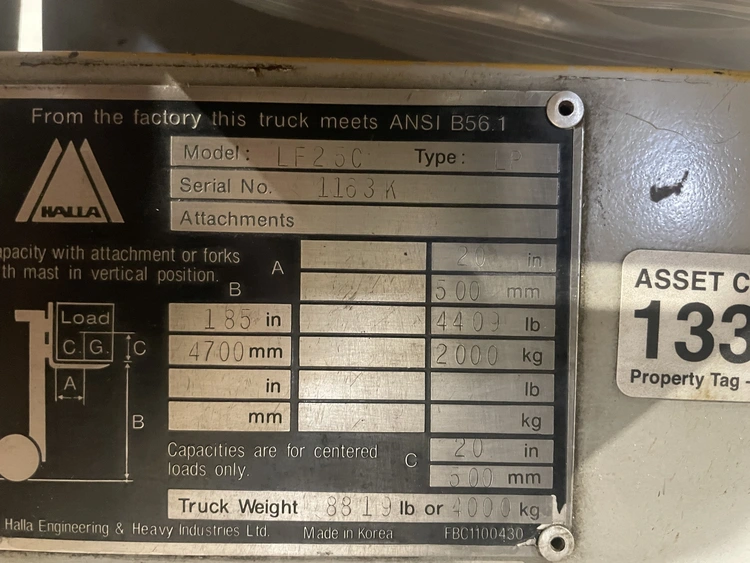 From the factory this truck meets ANSI B56.1
HALLA
Model: LF25C Type: LP
Serial No. 1163K
Attachments
apacity with attachment or forks
th mast in vertical position.
A 20 in
B 500 mm
185 in 4409 lb
4700 mm 2000 kg
in lb
mm kg
Load
C.G. C
A
B
Capacities are for centered
loads only.
C 20 in
500 mm
Truck Weight 8819 lb or 4000 kg
Halla Engineering & Heavy Industries Ltd. Made in Korea FBC1100430
ASSET C
133
Property Tag -